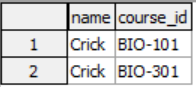 name course_id
1 Crick BIO-101
2 Crick BIO-301